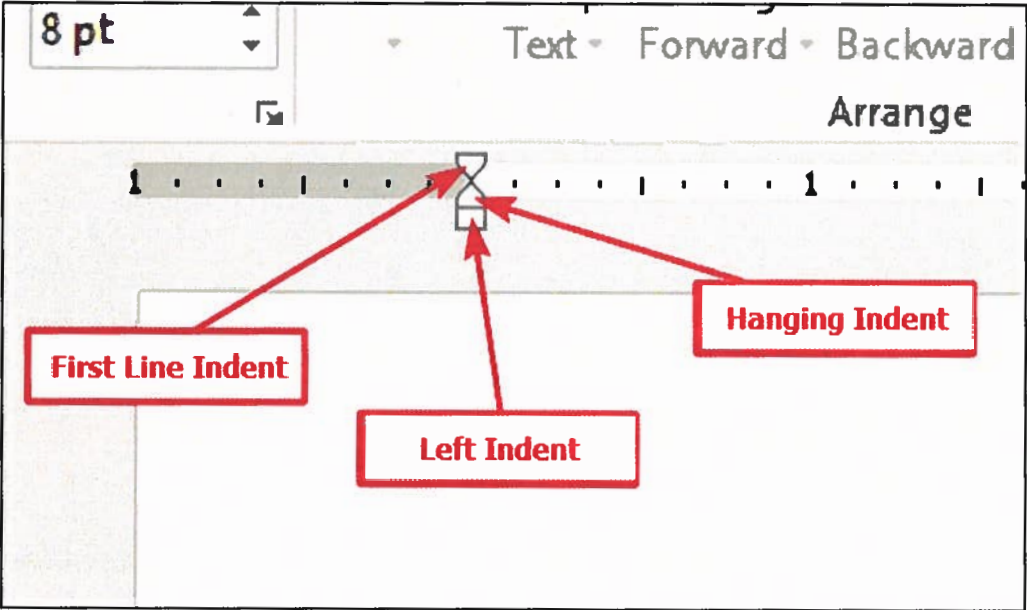 8 pt
Text Forward Backward
Arrange
1 1
First Line Indent
Hanging Indent
Left Indent